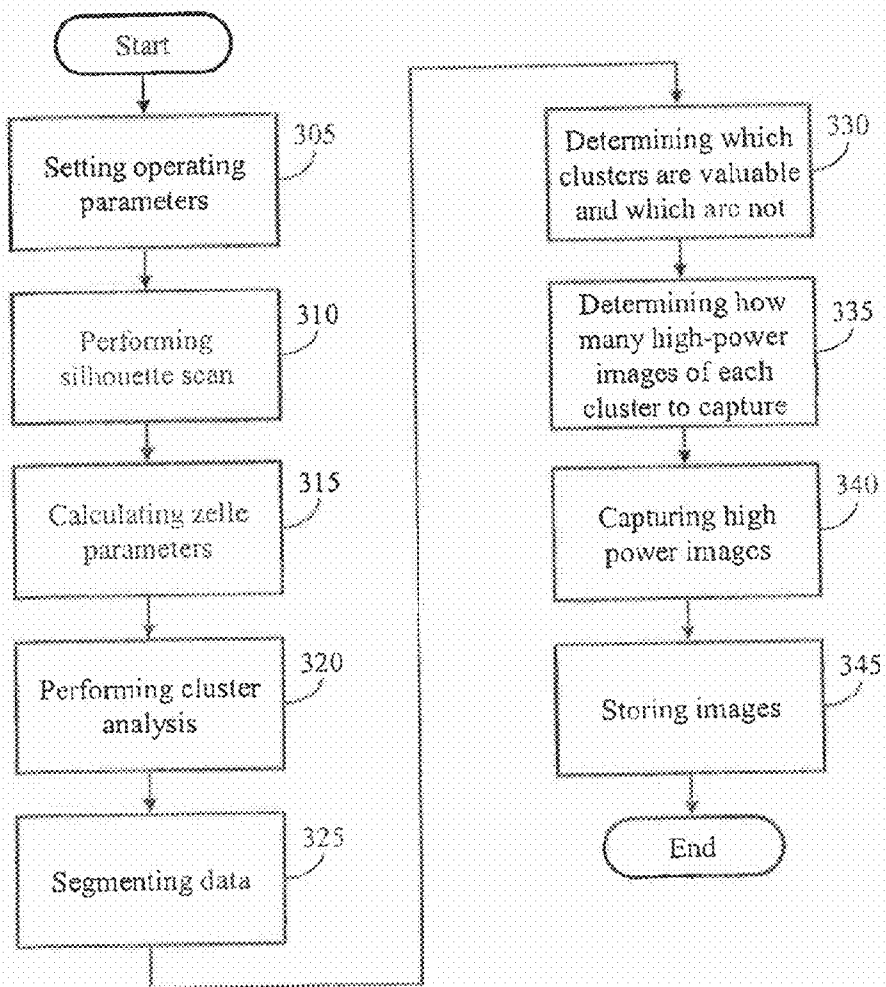 Start
305
Setting operating
parameters
310
Performing
silhouette scan
315
Calculating zelle
parameters
320
Performing cluster
analysis
325
Segmenting data
330
Determining which
clusters are valuable
and which are not
335
Determining how
many high-power
images of each
cluster to capture
340
Capturing high
power images
345
Storing images
End